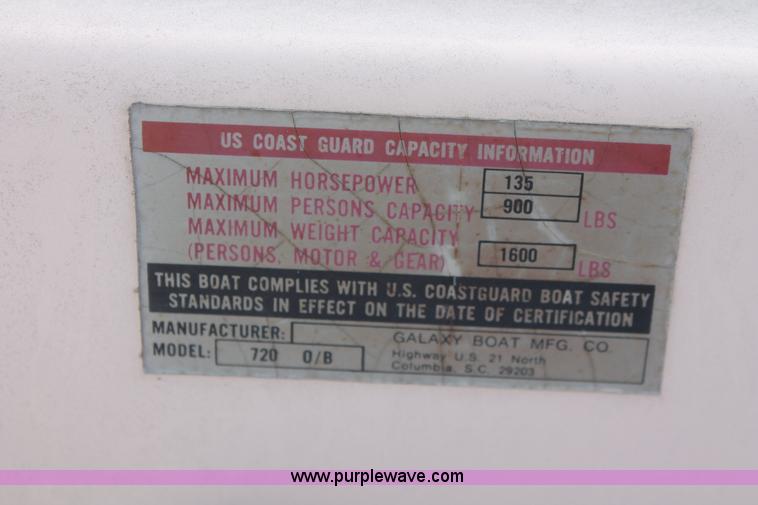 US COAST GUARD CAPACITY INFORMATION
MAXIMUM HORSEPOWER 135
MAXIMUM PERSONS CAPACITY 900 LBS
MAXIMUM WEIGHT CAPACITY
(PERSONS, MOTOR & GEAR) 1600 LBS
THIS BOAT COMPLIES WITH U.S. COASTGUARD BOAT SAFETY
STANDARDS IN EFFECT ON THE DATE OF CERTIFICATION
MANUFACTURER: GALAXY BOAT MFG. CO.
MODEL: 720 O/B Highway U.S. 21 North
Columbia, S.C. 29203
www.purplewave.com